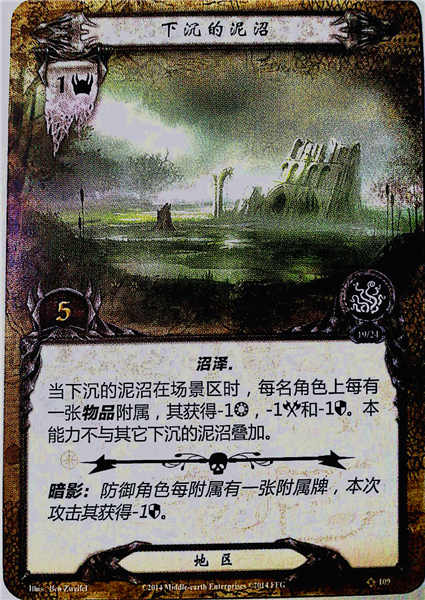 下沉的泥沼
1
5
19/24
沼泽.
当下沉的泥沼在场景区时，每名角色上每有
一张物品附属，其获得-1，-1和-1。本
能力不与其它下沉的泥沼叠加。
暗影：防御角色每附属有一张附属牌，本次
攻击其获得-1。
地区
Illus. Ben Zweifel
©2014 Middle-earth Enterprises ©2014 FFG
109